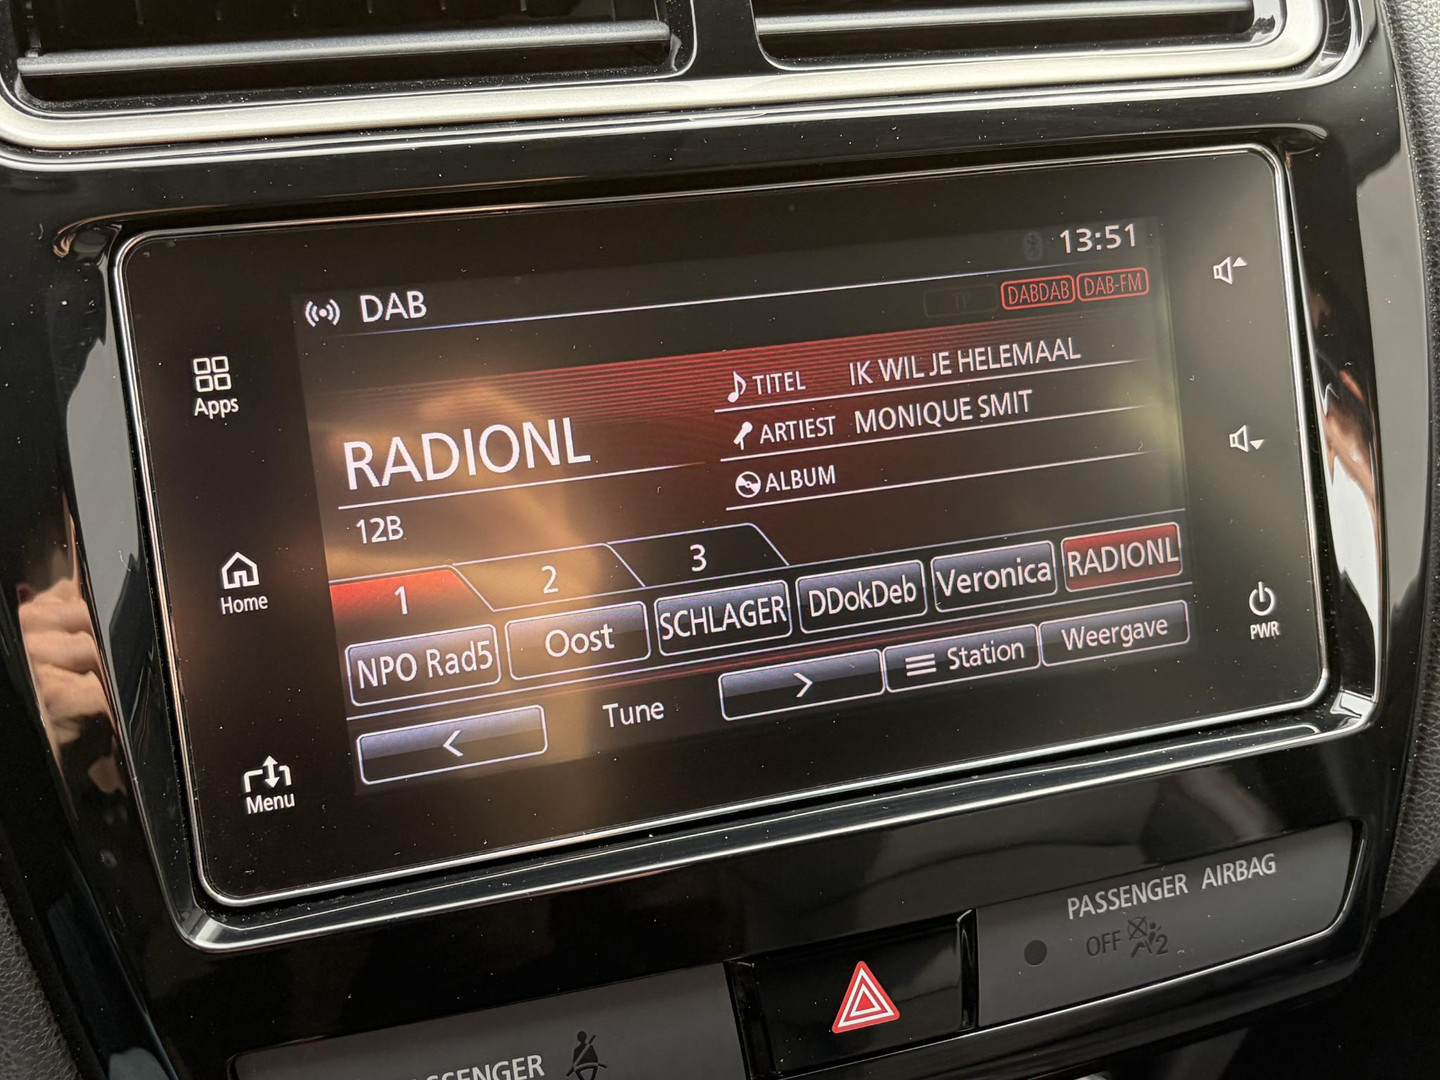 13:51
DAB
TP DABDAB DAB-FM
Apps
TITEL IK WIL JE HELEMAAL
ARTIEST MONIQUE SMIT
RADIONL
ALBUM
12B
1 2 3
NPO Rad5 Oost SCHLAGER DDokDeb Veronica RADIONL
< Tune > Station Weergave
Home
Menu
PWR
PASSENGER AIRBAG
OFF 2